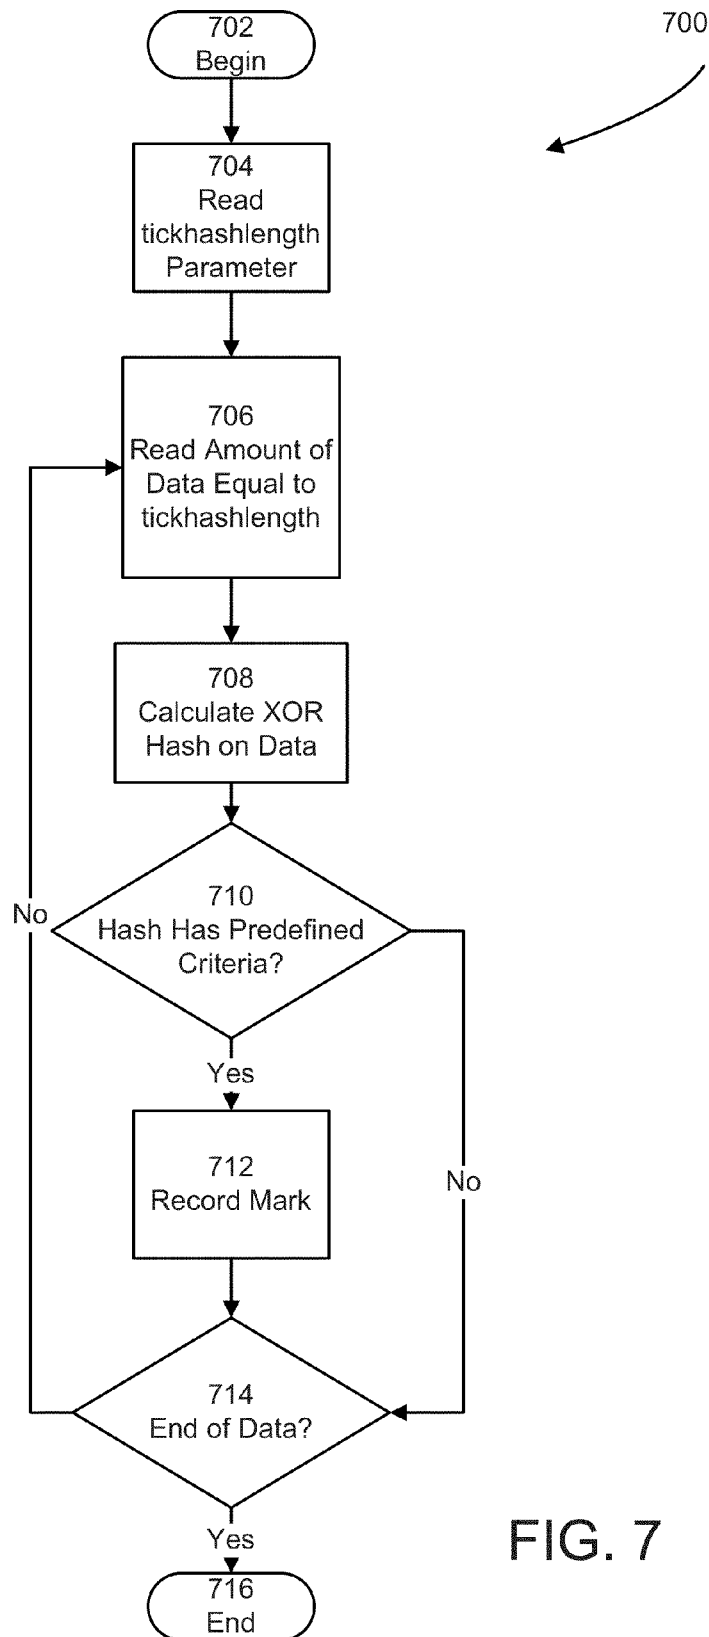 702
Begin
700
704
Read
tickhashlength
Parameter
706
Read Amount of
Data Equal to
tickhashlength
708
Calculate XOR
Hash on Data
710
Hash Has Predefined
Criteria?
No
Yes
712
Record Mark
No
714
End of Data?
Yes
716
End
FIG. 7